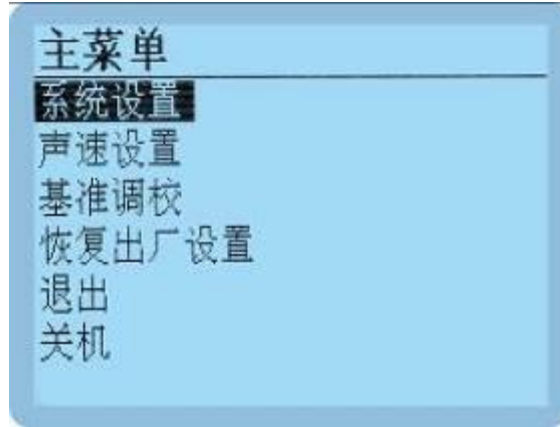 主菜单
系统设置
声速设置
基准调校
恢复出厂设置
退出
关机